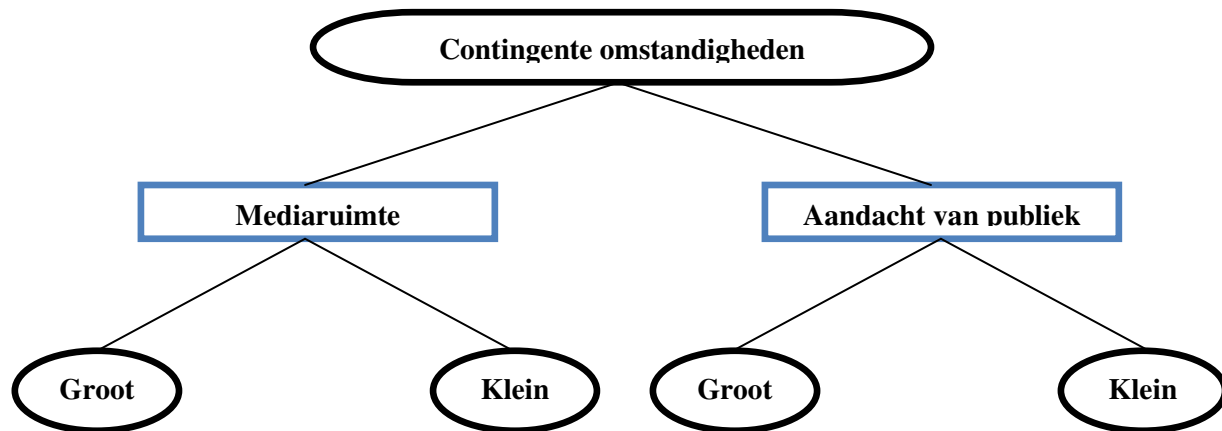 Contingente omstandigheden
Mediaruimte
Aandacht van publiek
Groot
Klein
Groot
Klein